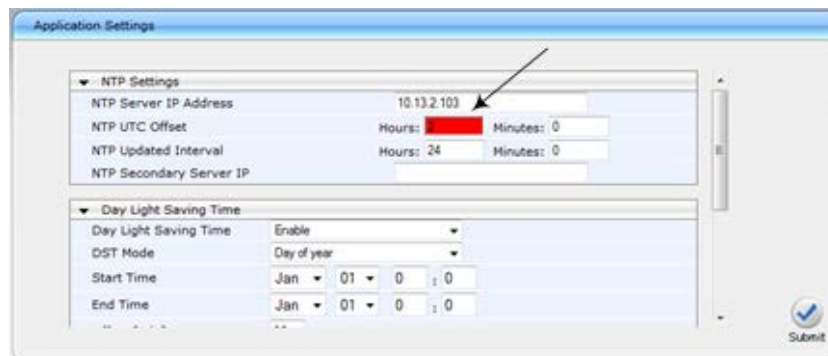 Application Settings
NTP Settings
NTP Server IP Address 10.13.2.103
NTP UTC Offset Hours: Minutes: 0
NTP Updated Interval Hours: 24 Minutes: 0
NTP Secondary Server IP
Day Light Saving Time
Day Light Saving Time Enable
DST Mode Day of year
Start Time Jan 01 0 : 0
End Time Jan 01 0 : 0
Submit